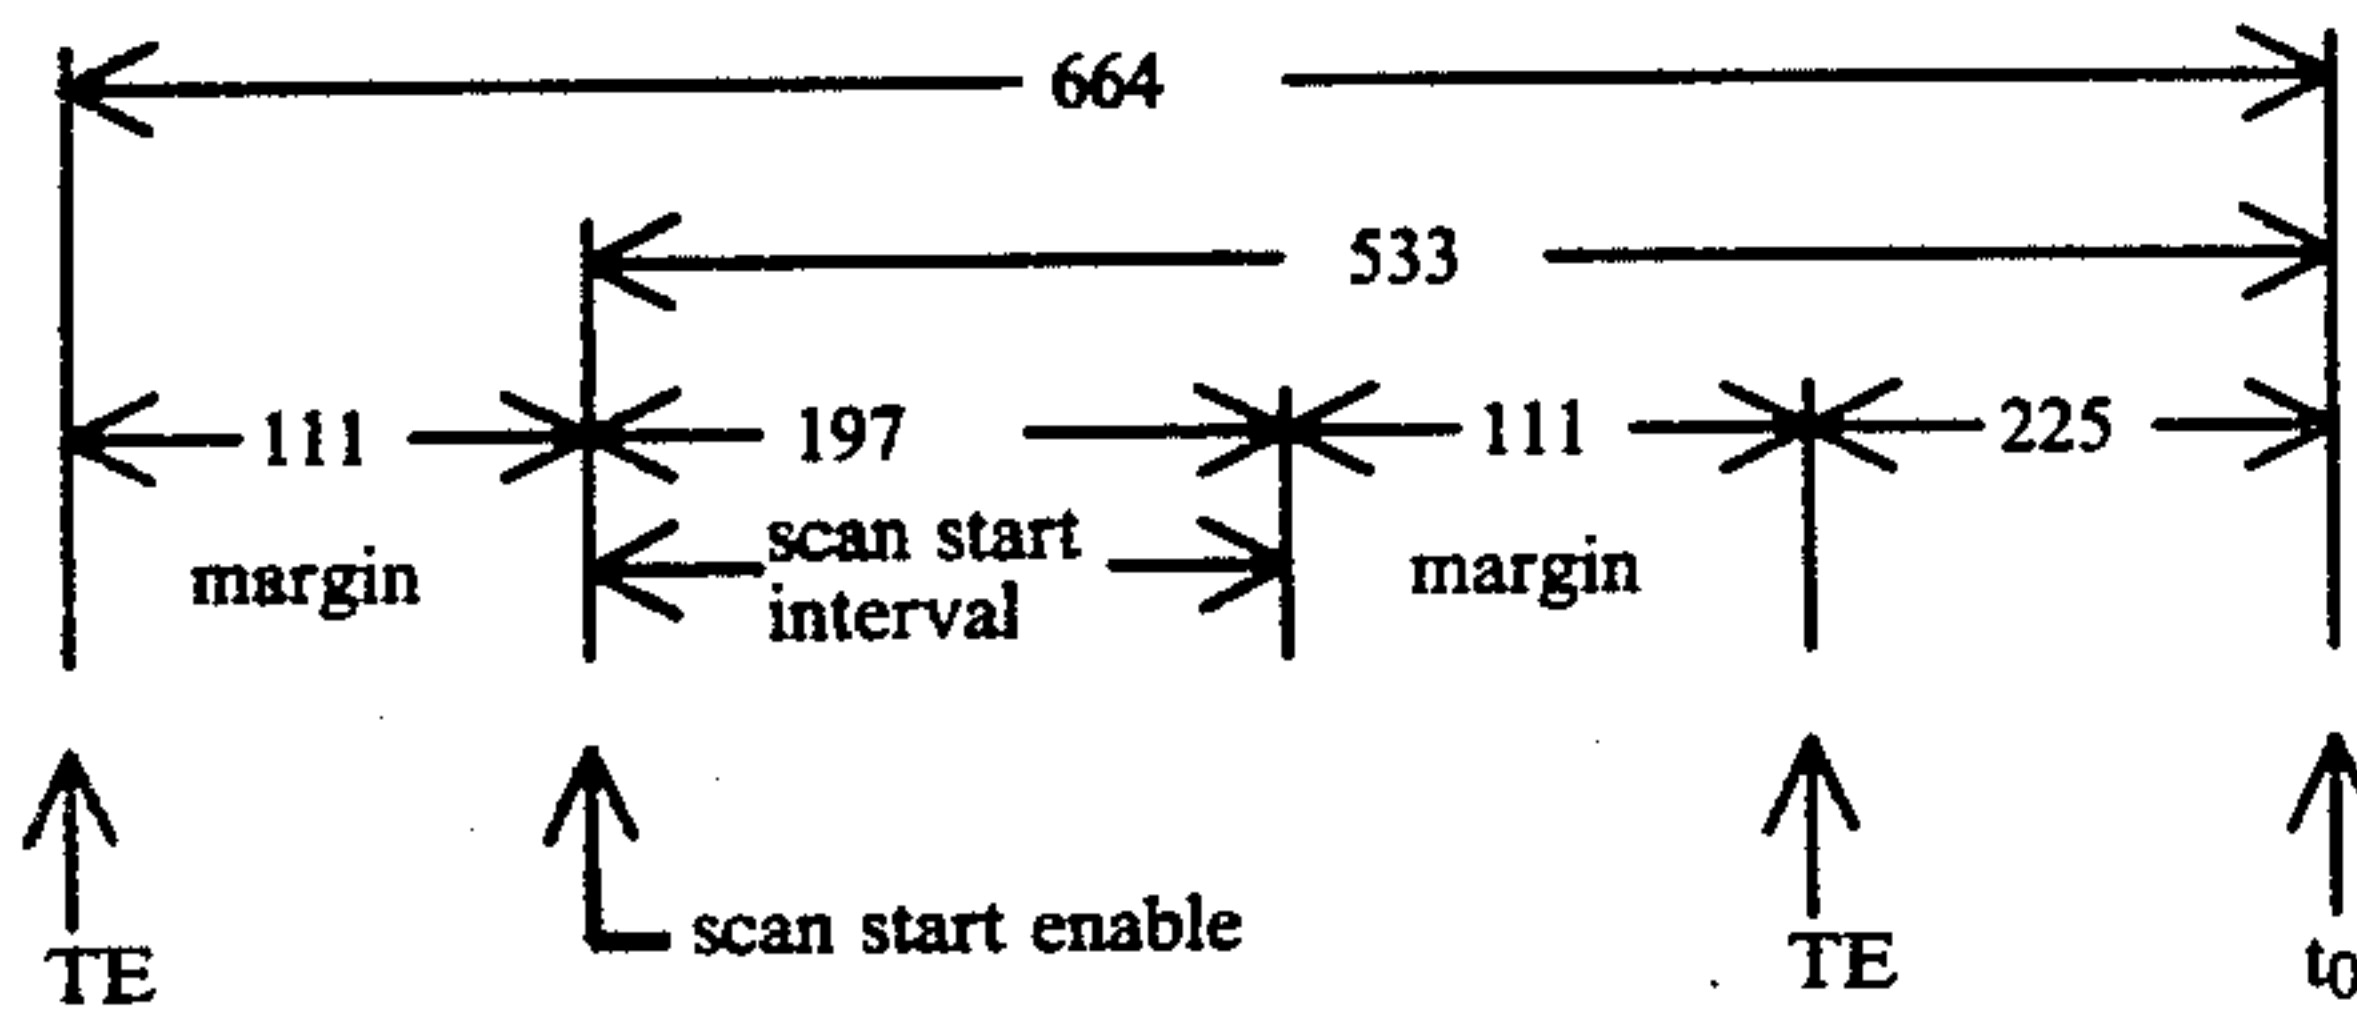 664
533
111 197 111 225
scan start
interval
margin margin
scan start enable
TE TE t0